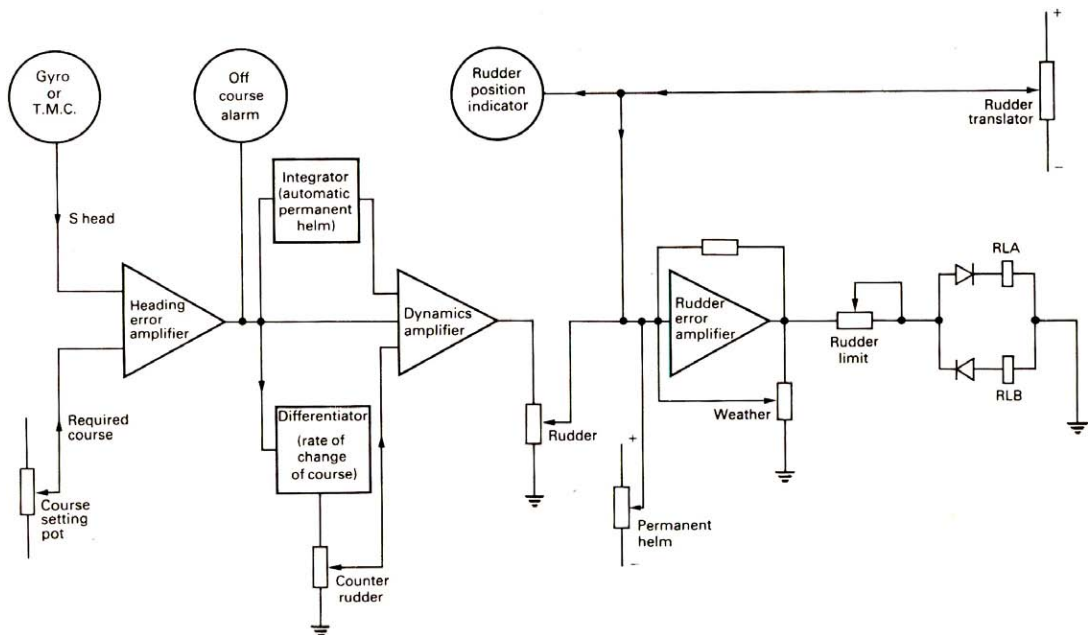 Gyro
or
T.M.C.
Off
course
alarm
Rudder
position
indicator
+
Rudder
translator
−
S head
Integrator
(automatic
permanent
helm)
Heading
error
amplifier
Dynamics
amplifier
Rudder
error
amplifier
Rudder
limit
RLA
RLB
Required
course
Course
setting
pot
Differentiator
(rate of
change
of course)
Counter
rudder
Rudder
Weather
+
Permanent
helm
−